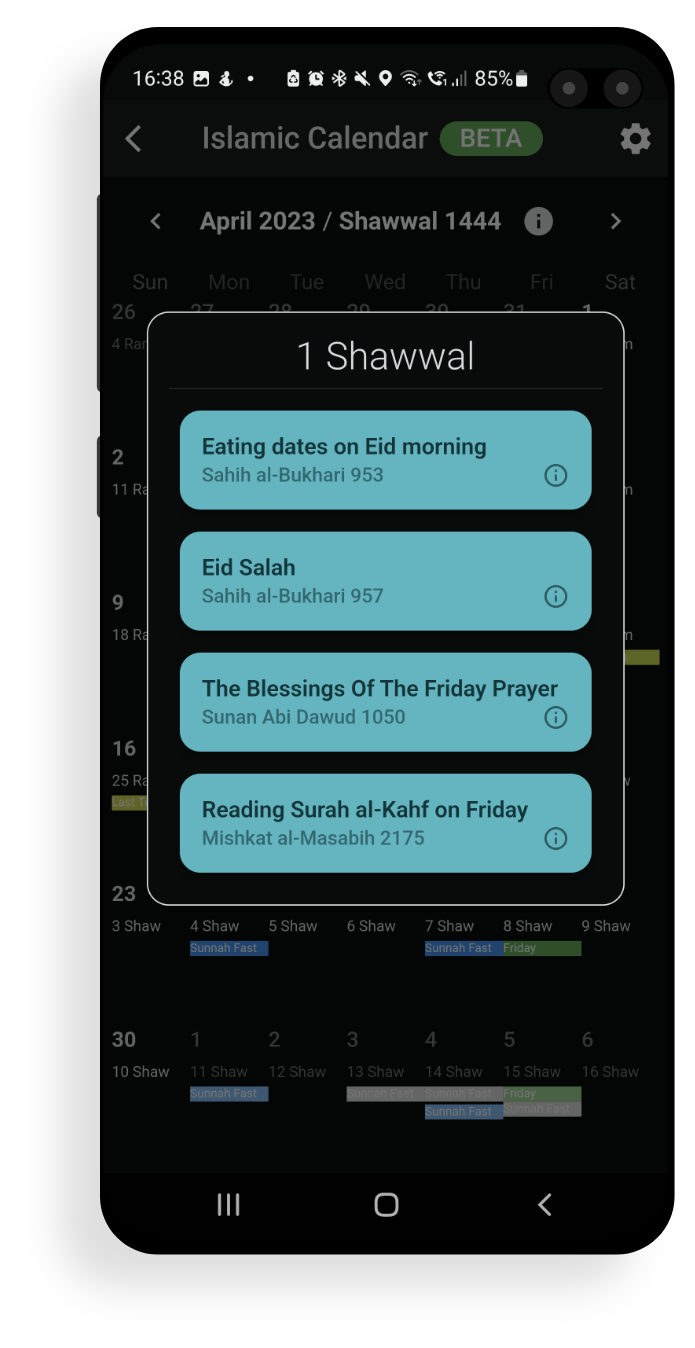 16:38 85%
Islamic Calendar BETA
April 2023 / Shawwal 1444
Sun Mon Tue Wed Thu Fri Sat
26 27 28 29 30 31 1
4 Ra
1 Shawwal
Eating dates on Eid morning
Sahih al-Bukhari 953
2
11 Ra
Eid Salah
Sahih al-Bukhari 957
9
18 Ra
The Blessings Of The Friday Prayer
Sunan Abi Dawud 1050
16
25 Ra
Last T
Reading Surah al-Kahf on Friday
Mishkat al-Masabih 2175
23
3 Shaw 4 Shaw 5 Shaw 6 Shaw 7 Shaw 8 Shaw 9 Shaw
Sunnah Fast Sunnah Fast Friday
30 1 2 3 4 5 6
10 Shaw 11 Shaw 12 Shaw 13 Shaw 14 Shaw 15 Shaw 16 Shaw
Sunnah Fast Sunnah Fast Sunnah Fast Friday
Sunnah Fast Sunnah Fast